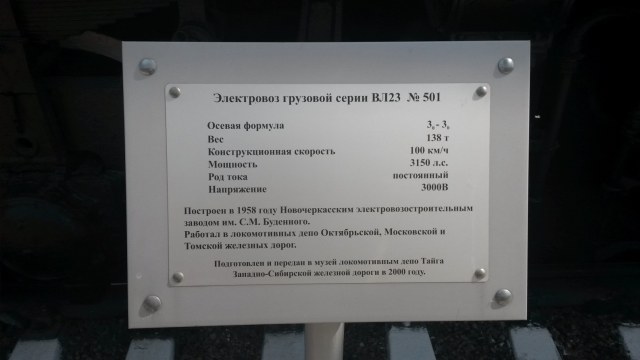 Электровоз грузовой серии ВЛ23 № 501
Осевая формула 3₀-3₀
Вес 138 т
Конструкционная скорость 100 км/ч
Мощность 3150 л.с.
Род тока постоянный
Напряжение 3000В
Построен в 1958 году Новочеркасским электровозостроительным
заводом им. С.М. Буденного.
Работал в локомотивных депо Октябрьской, Московской и
Томской железных дорог.
Подготовлен и передан в музей локомотивным депо Тайга
Западно-Сибирской железной дороги в 2000 году.